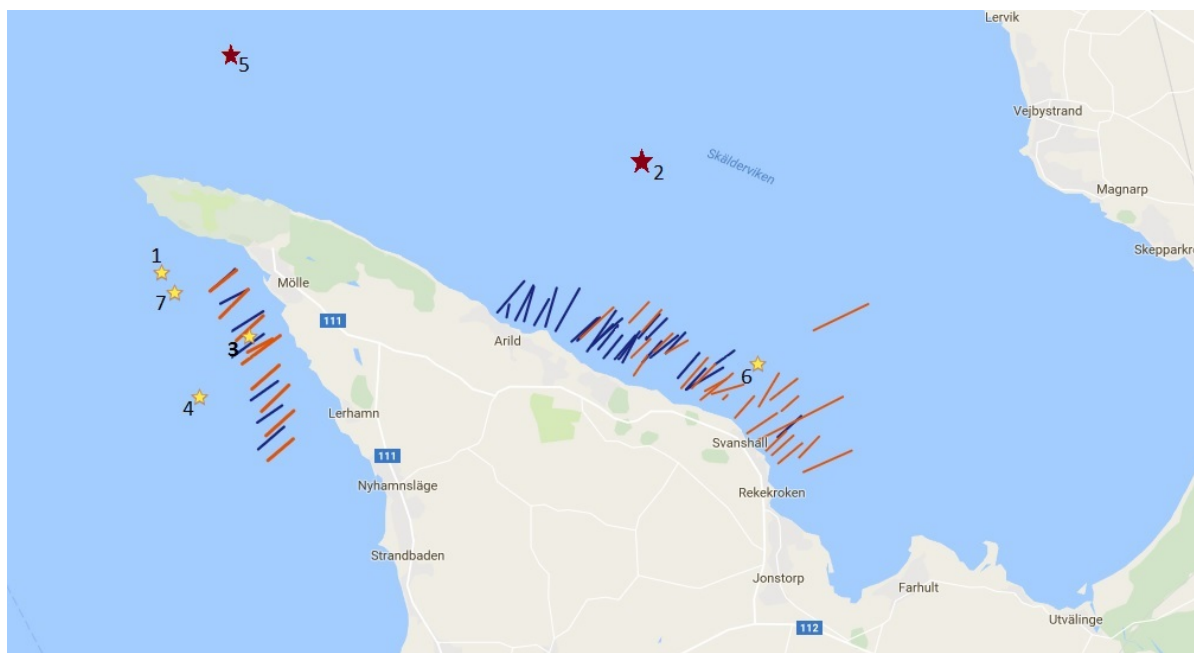 Lervik
5
Vejbystrand
2
Skälderviken
Magnarp
Skepparkr
1
Mölle
7
111
3
Arild
6
4
Lerhamn
Svanshall
111
Nyhamnsläge
Rekekroken
Strandbaden
Jonstorp
Farhult
Utvälinge
112